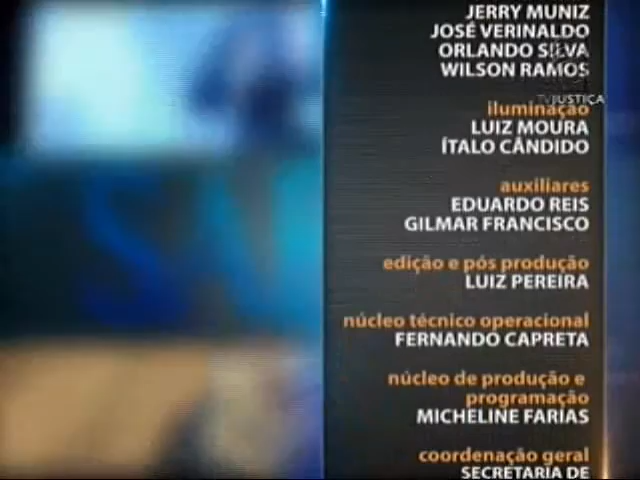 JERRY MUNIZ
JOSÉ VERINALDO
ORLANDO SILVA
WILSON RAMOS
TV JUSTIÇA
iluminação
LUIZ MOURA
ÍTALO CÂNDIDO
auxiliares
EDUARDO REIS
GILMAR FRANCISCO
edição e pós produção
LUIZ PEREIRA
núcleo técnico operacional
FERNANDO CAPRETA
núcleo de produção e
programação
MICHELINE FARIAS
coordenação geral
SECRETARIA DE